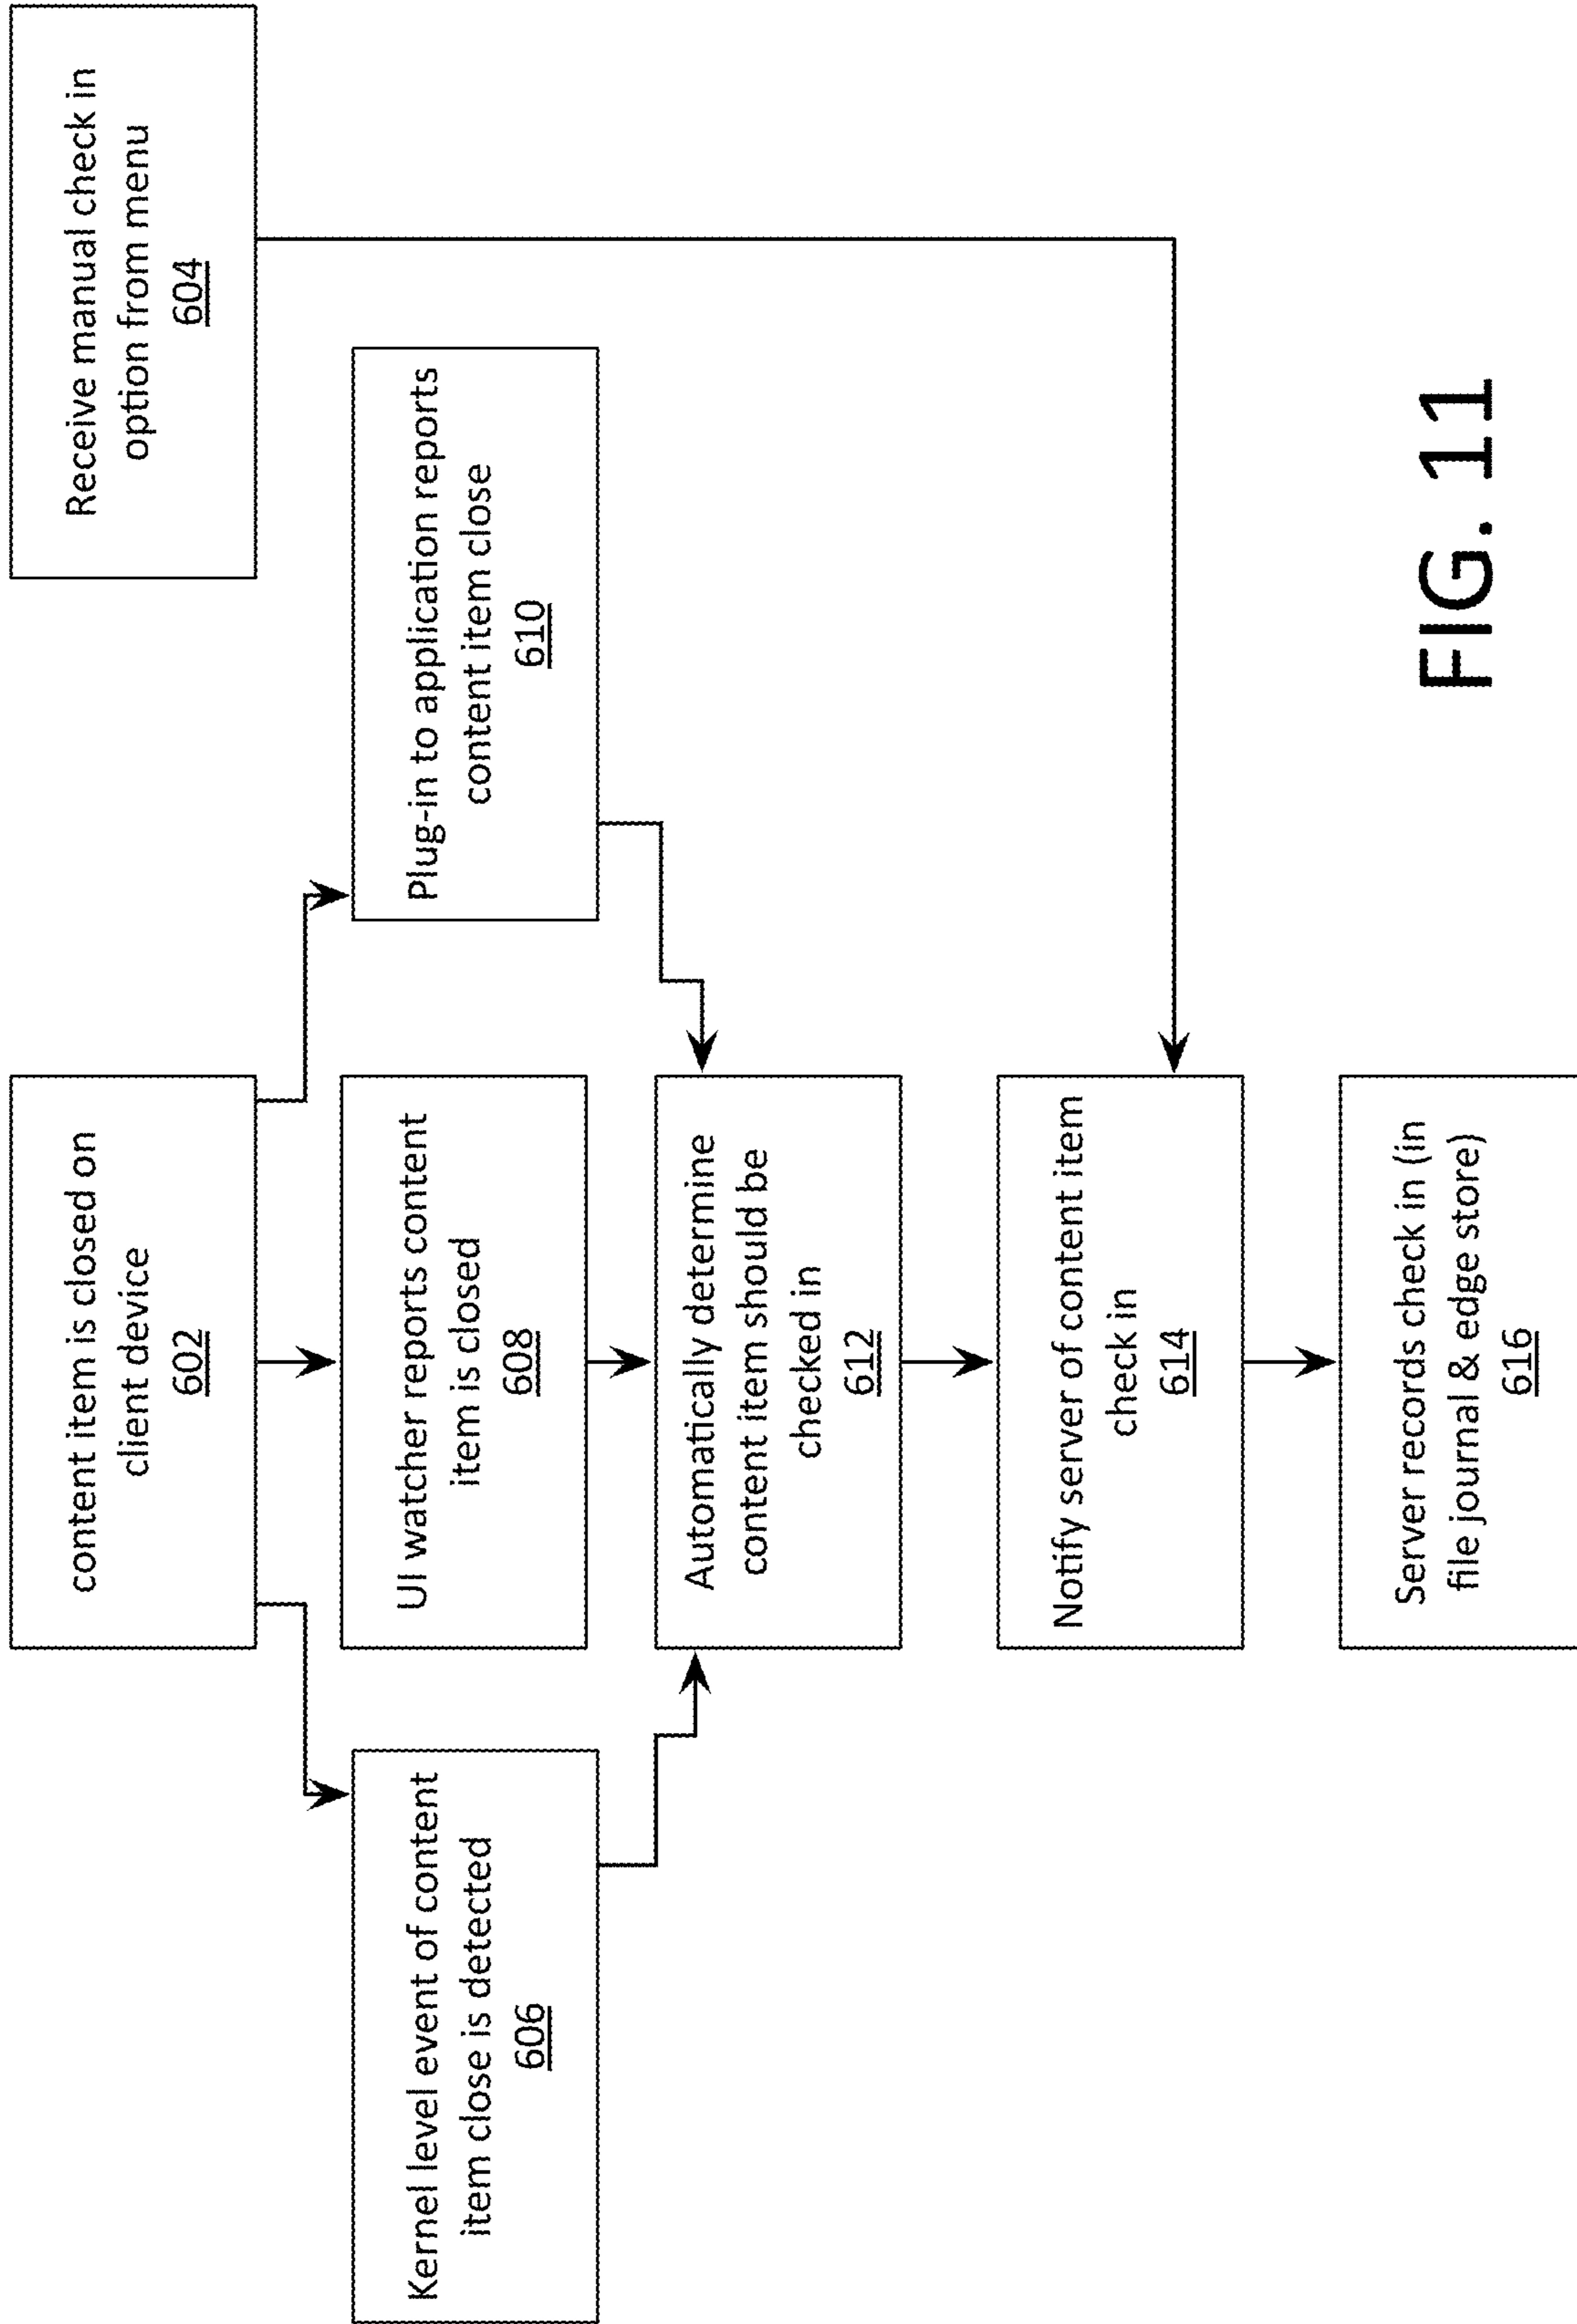 content item is closed on
client device
602
Receive manual check in
option from menu
604
Kernel level event of content
item close is detected
606
UI watcher reports content
item is closed
608
Plug-in to application reports
content item close
610
Automatically determine
content item should be
checked in
612
Notify server of content item
check in
614
Server records check in (in
file journal & edge store)
616
FIG. 11